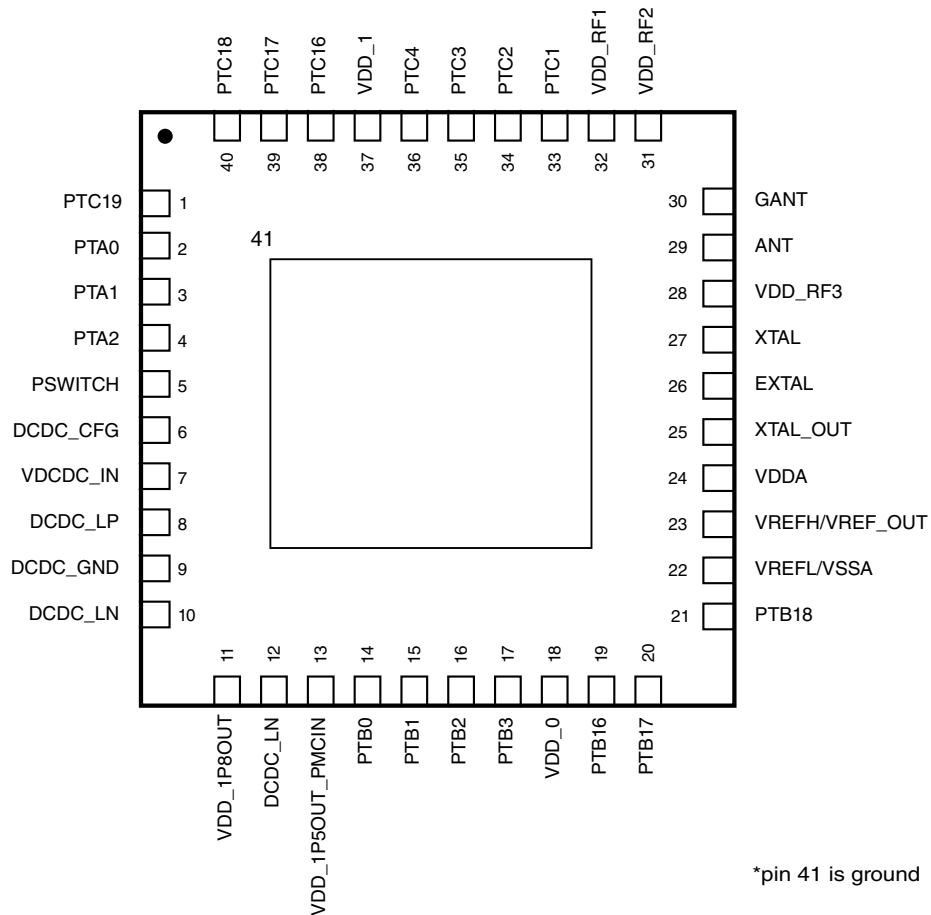 PTC18
PTC17
PTC16
VDD_1
PTC4
PTC3
PTC2
PTC1
VDD_RF1
VDD_RF2
40
39
38
37
36
35
34
33
32
31
PTC19 1
PTA0 2
PTA1 3
PTA2 4
PSWITCH 5
DCDC_CFG 6
VDCDC_IN 7
DCDC_LP 8
DCDC_GND 9
DCDC_LN 10
41
30 GANT
29 ANT
28 VDD_RF3
27 XTAL
26 EXTAL
25 XTAL_OUT
24 VDDA
23 VREFH/VREF_OUT
22 VREFL/VSSA
21 PTB18
11
12
13
14
15
16
17
18
19
20
VDD_1P8OUT
DCDC_LN
VDD_1P5OUT_PMCIN
PTB0
PTB1
PTB2
PTB3
VDD_0
PTB16
PTB17
*pin 41 is ground